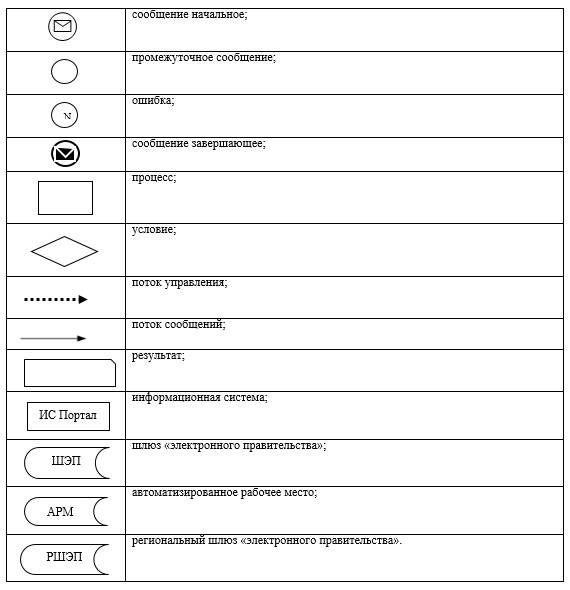 сообщение начальное;
промежуточное сообщение;
N
ошибка;
сообщение завершающее;
процесс;
условие;
поток управления;
поток сообщений;
результат;
ИС Портал
информационная система;
ШЭП
шлюз «электронного правительства»;
АРМ
автоматизированное рабочее место;
РШЭП
региональный шлюз «электронного правительства».